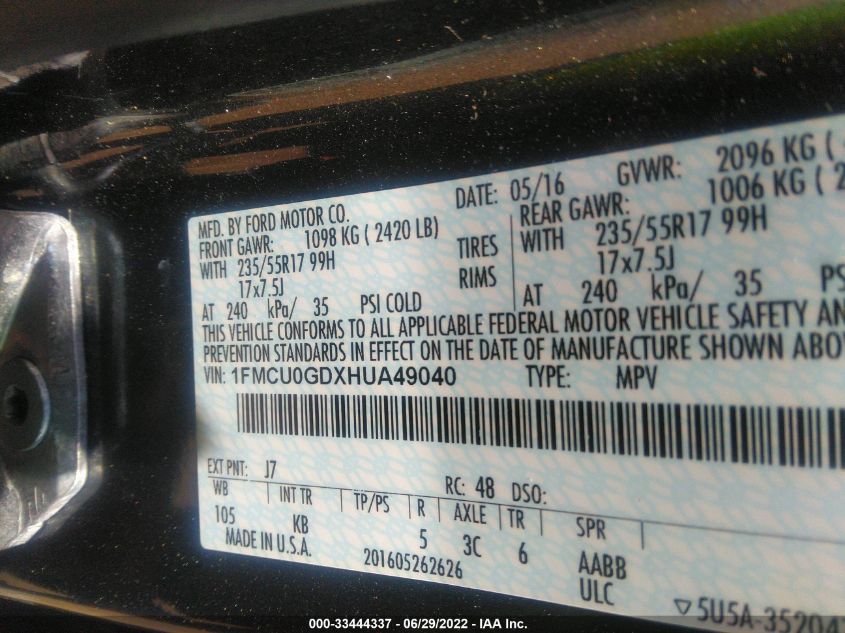 MFD. BY FORD MOTOR CO. DATE: 05/16 GVWR: 2096 KG (
FRONT GAWR: 1098 KG ( 2420 LB) REAR GAWR: 1006 KG ( 2
WITH 235/55R17 99H TIRES WITH 235/55R17 99H
17x7.5J RIMS 17x7.5J
AT 240 kPa/ 35 PSI COLD AT 240 kPa/ 35 PS
THIS VEHICLE CONFORMS TO ALL APPLICABLE FEDERAL MOTOR VEHICLE SAFETY AN
PREVENTION STANDARDS IN EFFECT ON THE DATE OF MANUFACTURE SHOWN ABO
VIN: 1FMCU0GDXHUA49040 TYPE: MPV
EXT PNT: J7 RC: 48 DSO:
WB INT TR TP/PS R AXLE TR SPR
105 KB 5 3C 6 AABB
MADE IN U.S.A. 201605262626 ULC
5U5A-35204
000-33444337 - 06/29/2022 - IAA Inc.